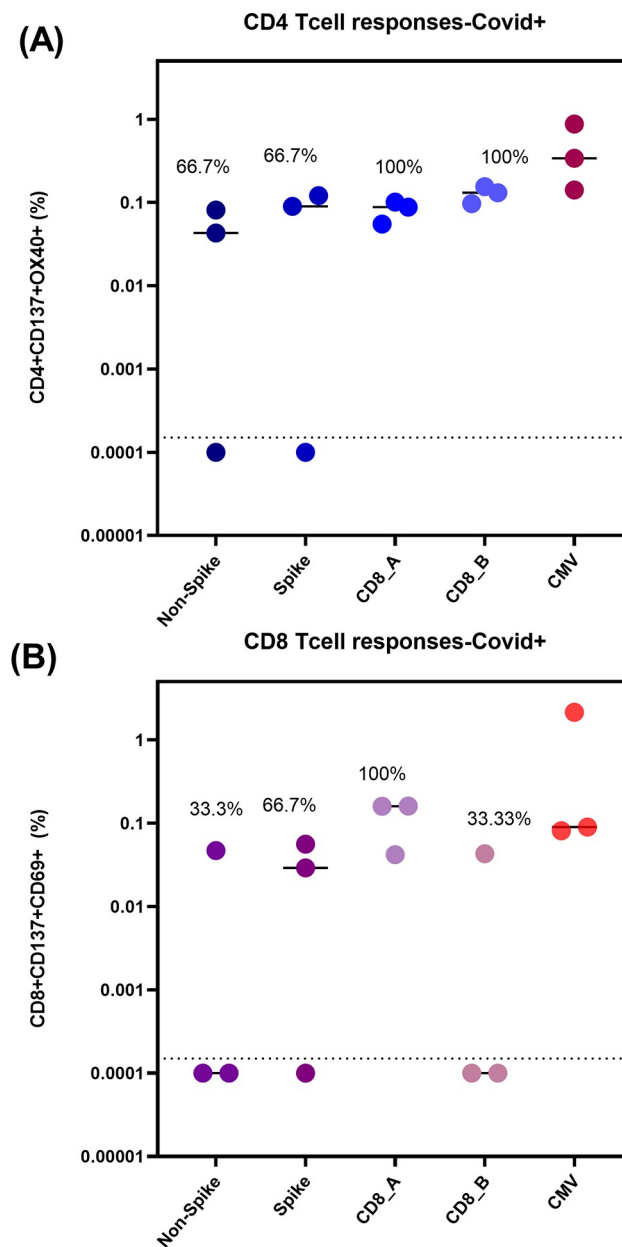 (A)
CD4 Tcell responses-Covid+
CD4+CD137+OX40+ (%)
1
0.1
0.01
0.001
0.0001
0.00001
66.7%
66.7%
100%
100%
Non-Spike
Spike
CD8_A
CD8_B
CMV
(B)
CD8 Tcell responses-Covid+
CD8+CD137+CD69+ (%)
1
0.1
0.01
0.001
0.0001
0.00001
33.3%
66.7%
100%
33.33%
Non-Spike
Spike
CD8_A
CD8_B
CMV